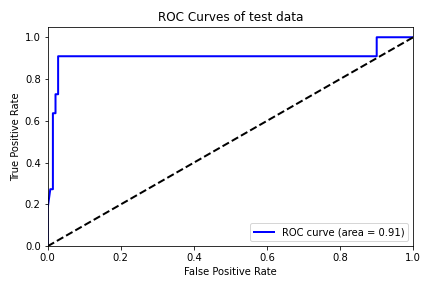 ROC Curves of test data
1.0
0.8
0.6
0.4
0.2
0.0
True Positive Rate
ROC curve (area = 0.91)
0.0 0.2 0.4 0.6 0.8 1.0
False Positive Rate